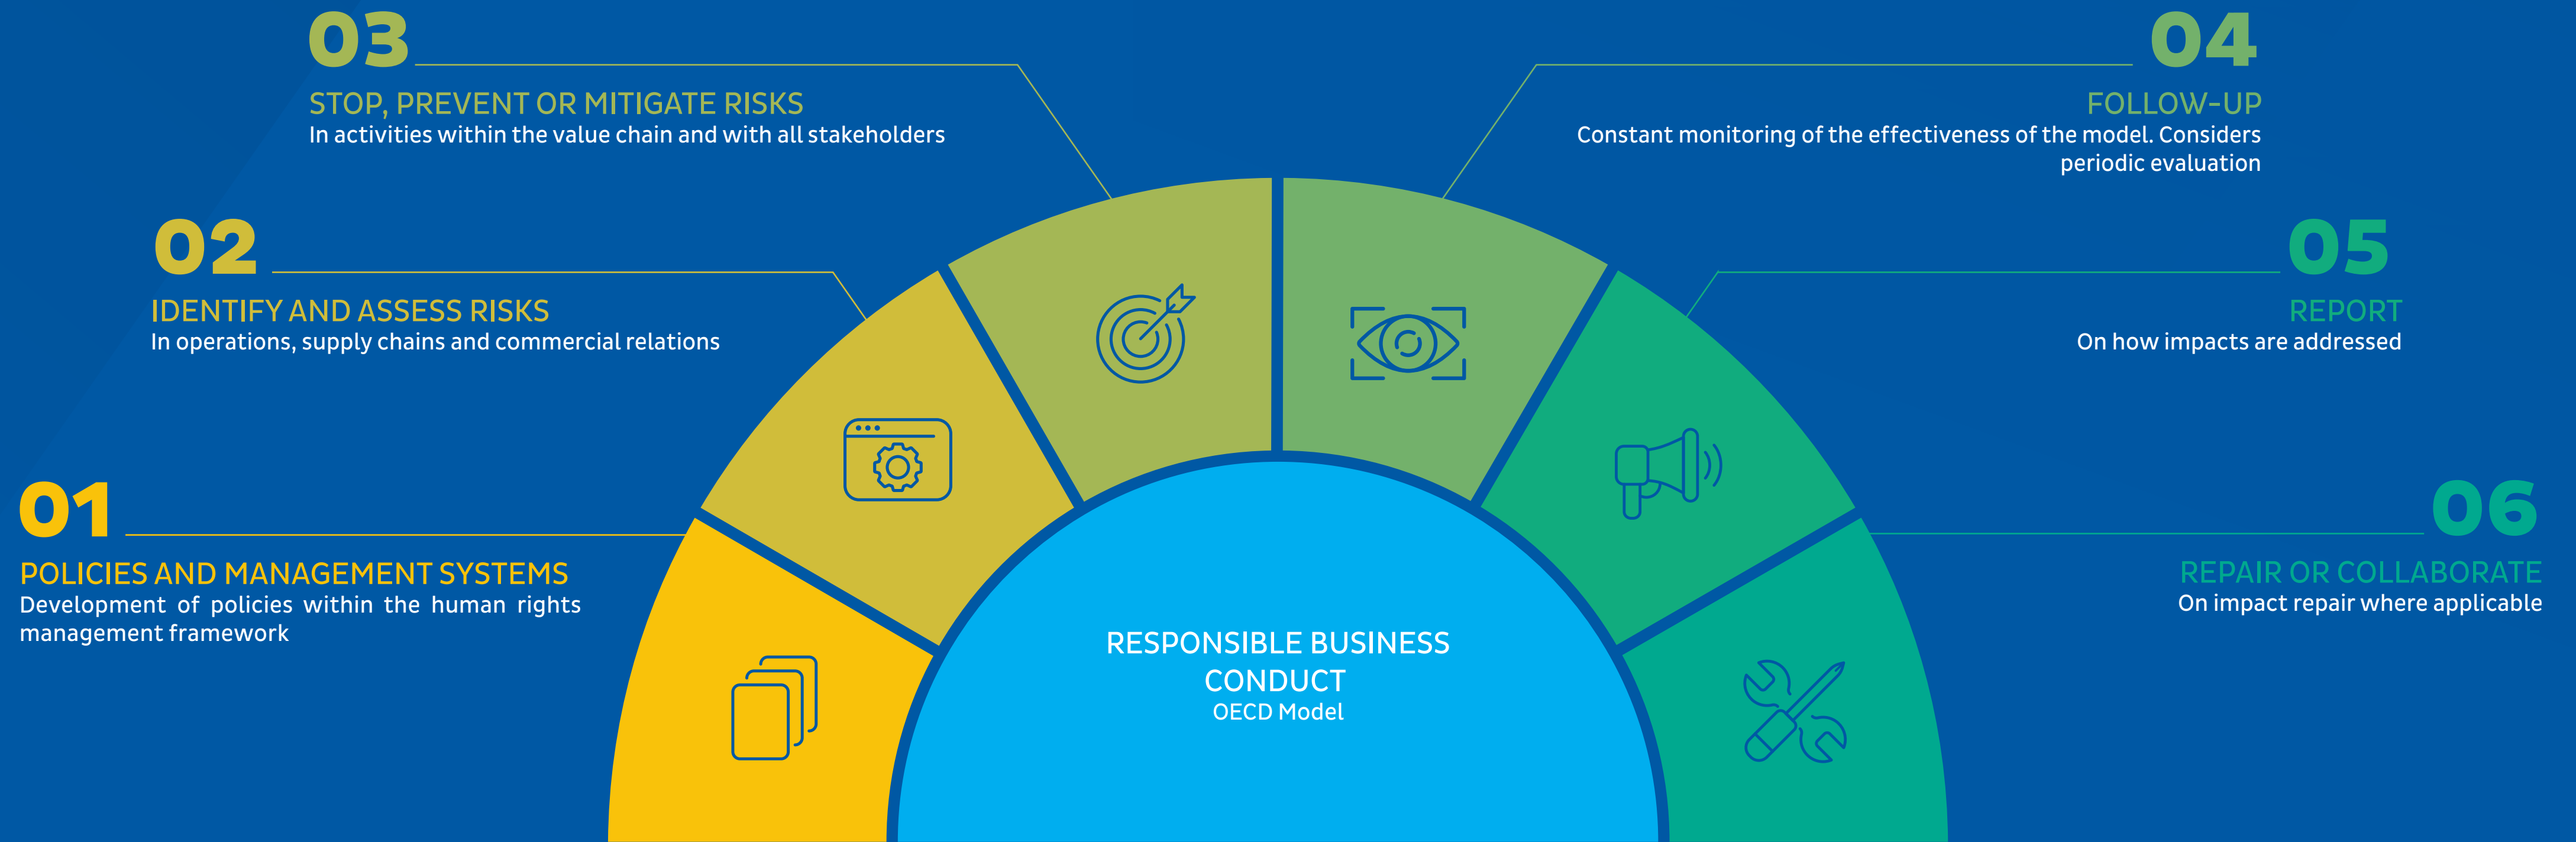 03
STOP, PREVENT OR MITIGATE RISKS
In activities within the value chain and with all stakeholders
04
FOLLOW-UP
Constant monitoring of the effectiveness of the model. Considers
periodic evaluation
02
IDENTIFY AND ASSESS RISKS
In operations, supply chains and commercial relations
05
REPORT
On how impacts are addressed
01
POLICIES AND MANAGEMENT SYSTEMS
Development of policies within the human rights
management framework
06
REPAIR OR COLLABORATE
On impact repair where applicable
RESPONSIBLE BUSINESS
CONDUCT
OECD Model